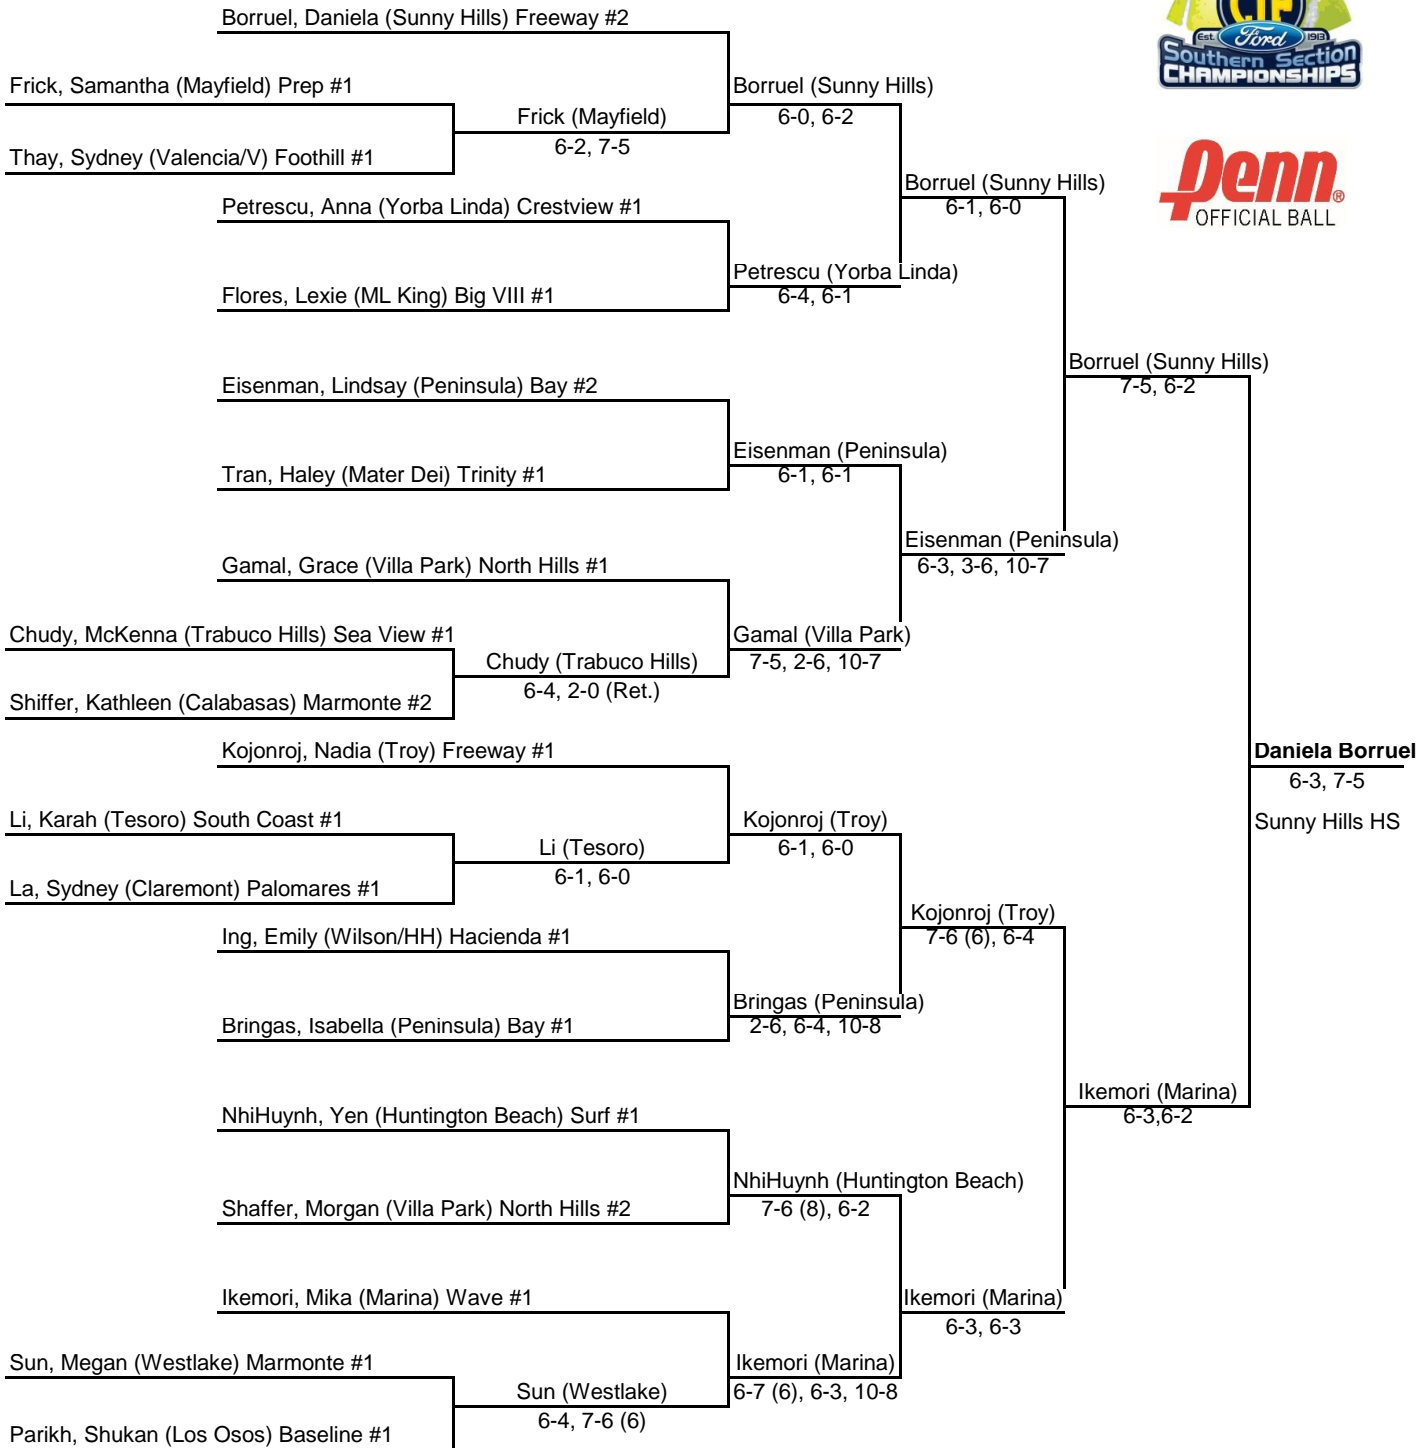 Borruel, Daniela (Sunny Hills) Freeway #2
CIF
Est. Ford 1913
Southern Section
CHAMPIONSHIPS
Frick, Samantha (Mayfield) Prep #1
Borruel (Sunny Hills)
Frick (Mayfield)
6-0, 6-2
6-2, 7-5
Thay, Sydney (Valencia/V) Foothill #1
Penn®
OFFICIAL BALL
Borruel (Sunny Hills)
6-1, 6-0
Petrescu, Anna (Yorba Linda) Crestview #1
Petrescu (Yorba Linda)
6-4, 6-1
Flores, Lexie (ML King) Big VIII #1
Borruel (Sunny Hills)
7-5, 6-2
Eisenman, Lindsay (Peninsula) Bay #2
Eisenman (Peninsula)
6-1, 6-1
Tran, Haley (Mater Dei) Trinity #1
Eisenman (Peninsula)
6-3, 3-6, 10-7
Gamal, Grace (Villa Park) North Hills #1
Chudy, McKenna (Trabuco Hills) Sea View #1
Gamal (Villa Park)
Chudy (Trabuco Hills)
7-5, 2-6, 10-7
6-4, 2-0 (Ret.)
Shiffer, Kathleen (Calabasas) Marmonte #2
Kojonroj, Nadia (Troy) Freeway #1
Daniela Borruel
6-3, 7-5
Sunny Hills HS
Li, Karah (Tesoro) South Coast #1
Kojonroj (Troy)
Li (Tesoro)
6-1, 6-0
6-1, 6-0
La, Sydney (Claremont) Palomares #1
Kojonroj (Troy)
7-6 (6), 6-4
Ing, Emily (Wilson/HH) Hacienda #1
Bringas (Peninsula)
2-6, 6-4, 10-8
Bringas, Isabella (Peninsula) Bay #1
Ikemori (Marina)
6-3,6-2
NhiHuynh, Yen (Huntington Beach) Surf #1
NhiHuynh (Huntington Beach)
7-6 (8), 6-2
Shaffer, Morgan (Villa Park) North Hills #2
Ikemori, Mika (Marina) Wave #1
Ikemori (Marina)
6-3, 6-3
Sun, Megan (Westlake) Marmonte #1
Ikemori (Marina)
Sun (Westlake)
6-7 (6), 6-3, 10-8
6-4, 7-6 (6)
Parikh, Shukan (Los Osos) Baseline #1